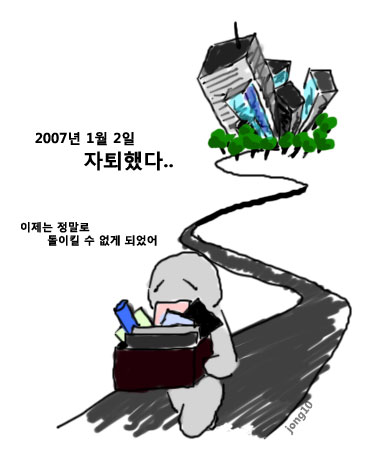 2007년 1월 2일
자퇴했다..
이제는 정말로
돌이킬 수 없게 되었어
jong10